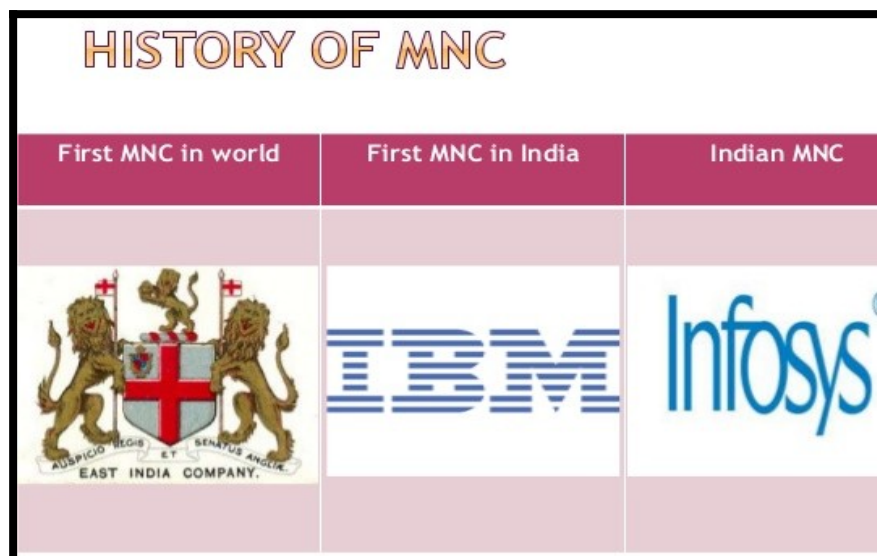 HISTORY OF MNC
First MNC in world
First MNC in India
Indian MNC
AUSPICIO REGIS ET SENATUS ANGLIÆ
EAST INDIA COMPANY.
IBM
Infosys